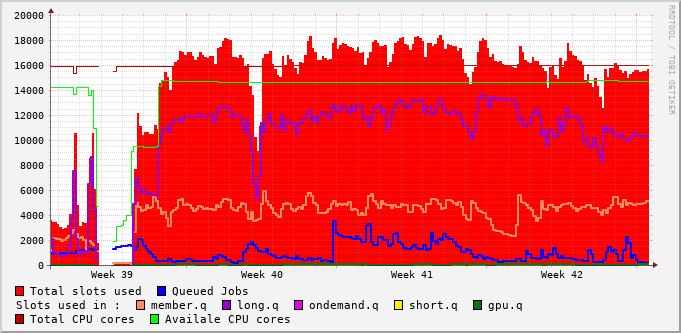 RRDTOOL / TOBI OETIKER
20000
18000
16000
14000
12000
10000
8000
6000
4000
2000
0
Week 39 Week 40 Week 41 Week 42
Total slots used Queued Jobs
Slots used in : member.q long.q ondemand.q short.q gpu.q
Total CPU cores Availale CPU cores